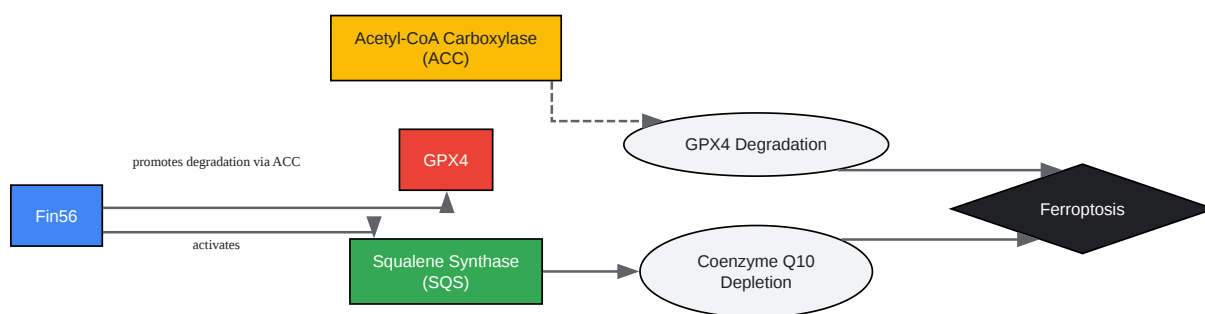 Acetyl-CoA Carboxylase
(ACC)
GPX4 Degradation
promotes degradation via ACC
GPX4
Fin56
activates
Squalene Synthase
(SQS)
Coenzyme Q10
Depletion
Ferroptosis